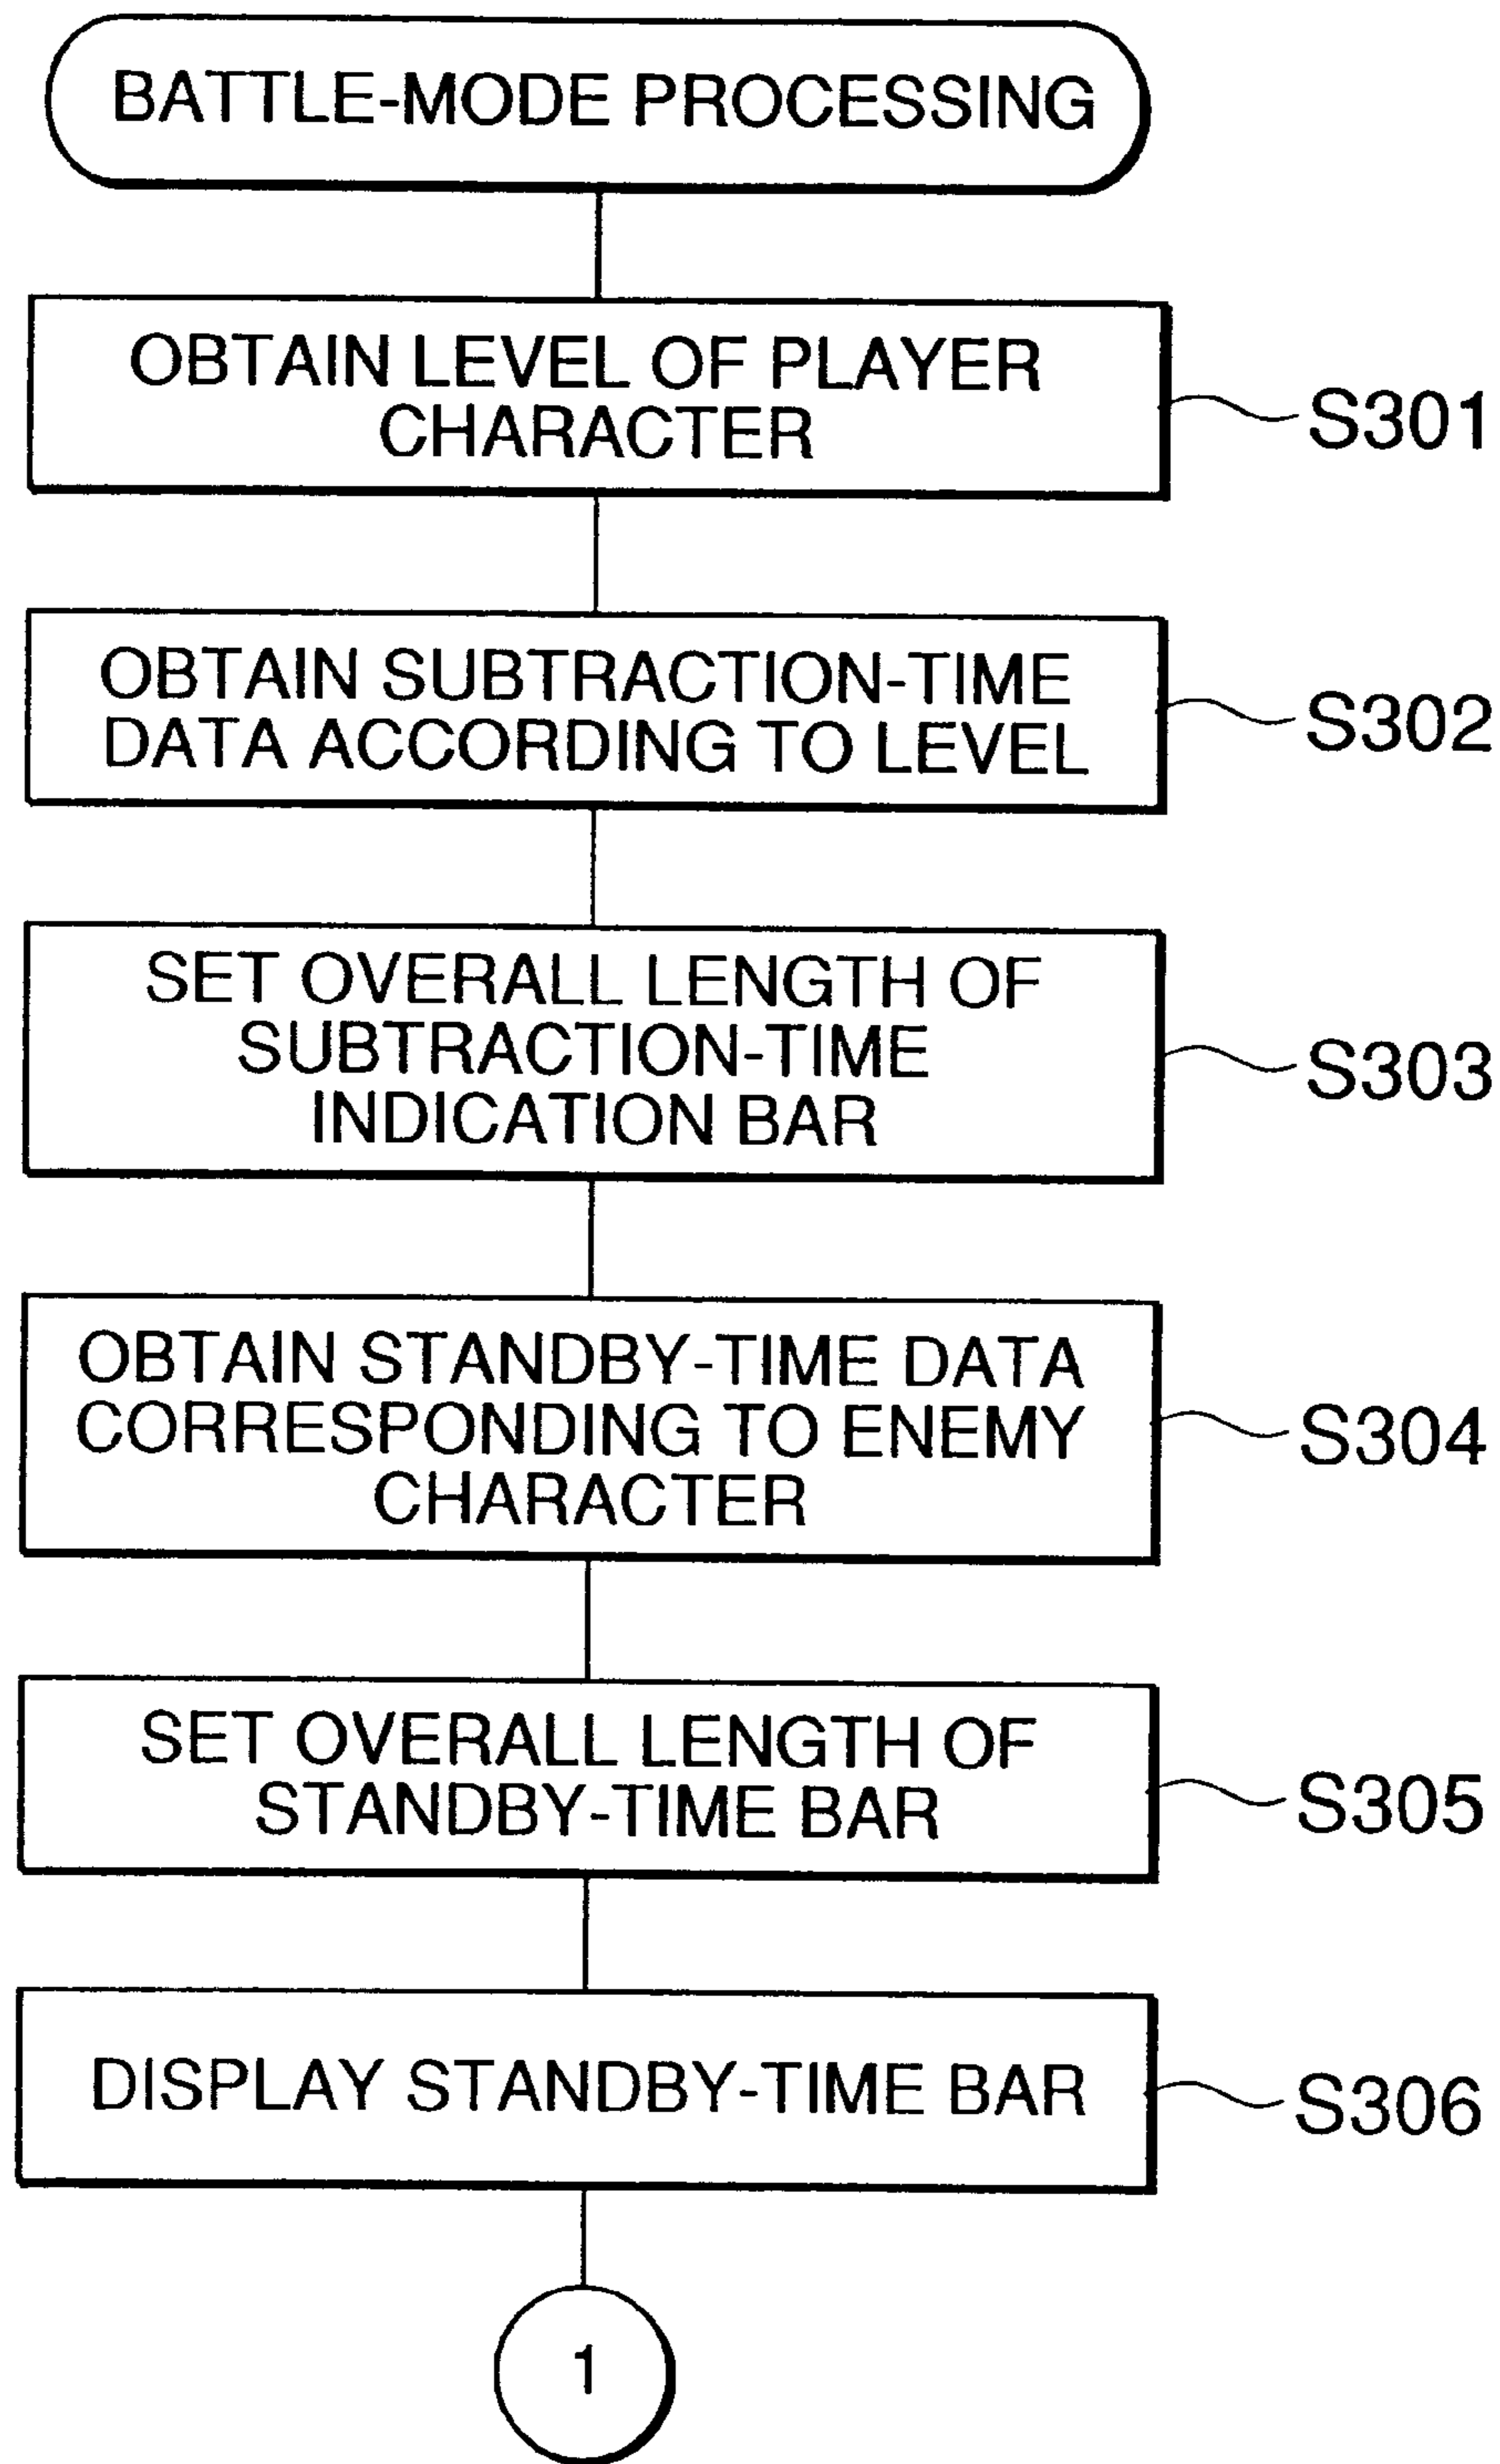 BATTLE-MODE PROCESSING
OBTAIN LEVEL OF PLAYER
CHARACTER
S301
OBTAIN SUBTRACTION-TIME
DATA ACCORDING TO LEVEL
S302
SET OVERALL LENGTH OF
SUBTRACTION-TIME
INDICATION BAR
S303
OBTAIN STANDBY-TIME DATA
CORRESPONDING TO ENEMY
CHARACTER
S304
SET OVERALL LENGTH OF
STANDBY-TIME BAR
S305
DISPLAY STANDBY-TIME BAR
S306
1